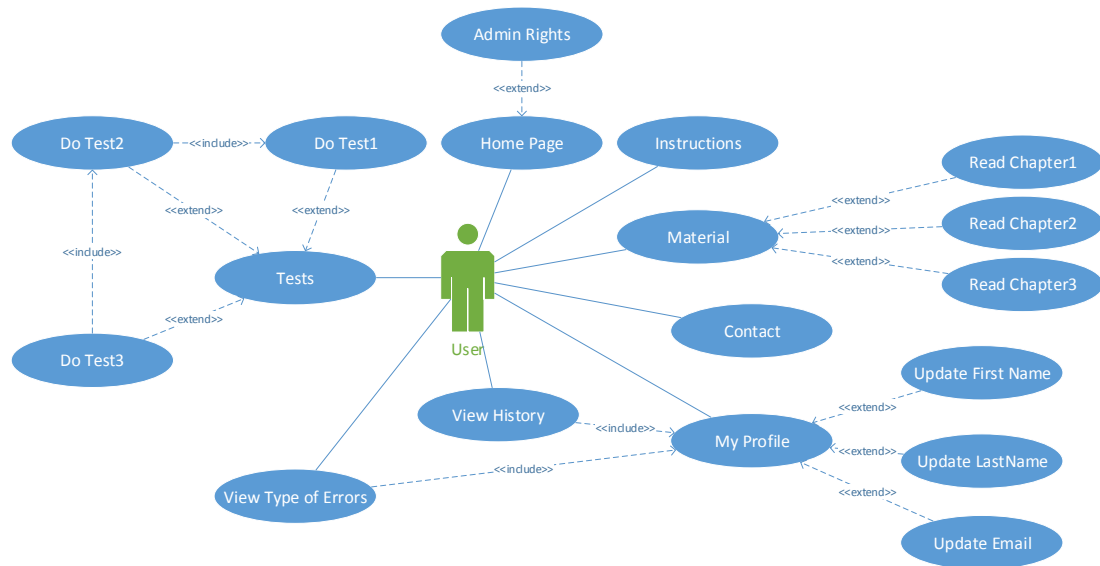 Admin Rights
<<extend>>
Do Test2
<<include>>
Do Test1
Home Page
Instructions
Read Chapter1
<<extend>>
<<extend>>
<<extend>>
Material
<<extend>>
Read Chapter2
<<include>>
<<extend>>
Tests
Read Chapter3
<<extend>>
Contact
User
Do Test3
Update First Name
<<extend>>
View History
<<include>>
My Profile
<<extend>>
Update LastName
<<include>>
View Type of Errors
<<extend>>
Update Email